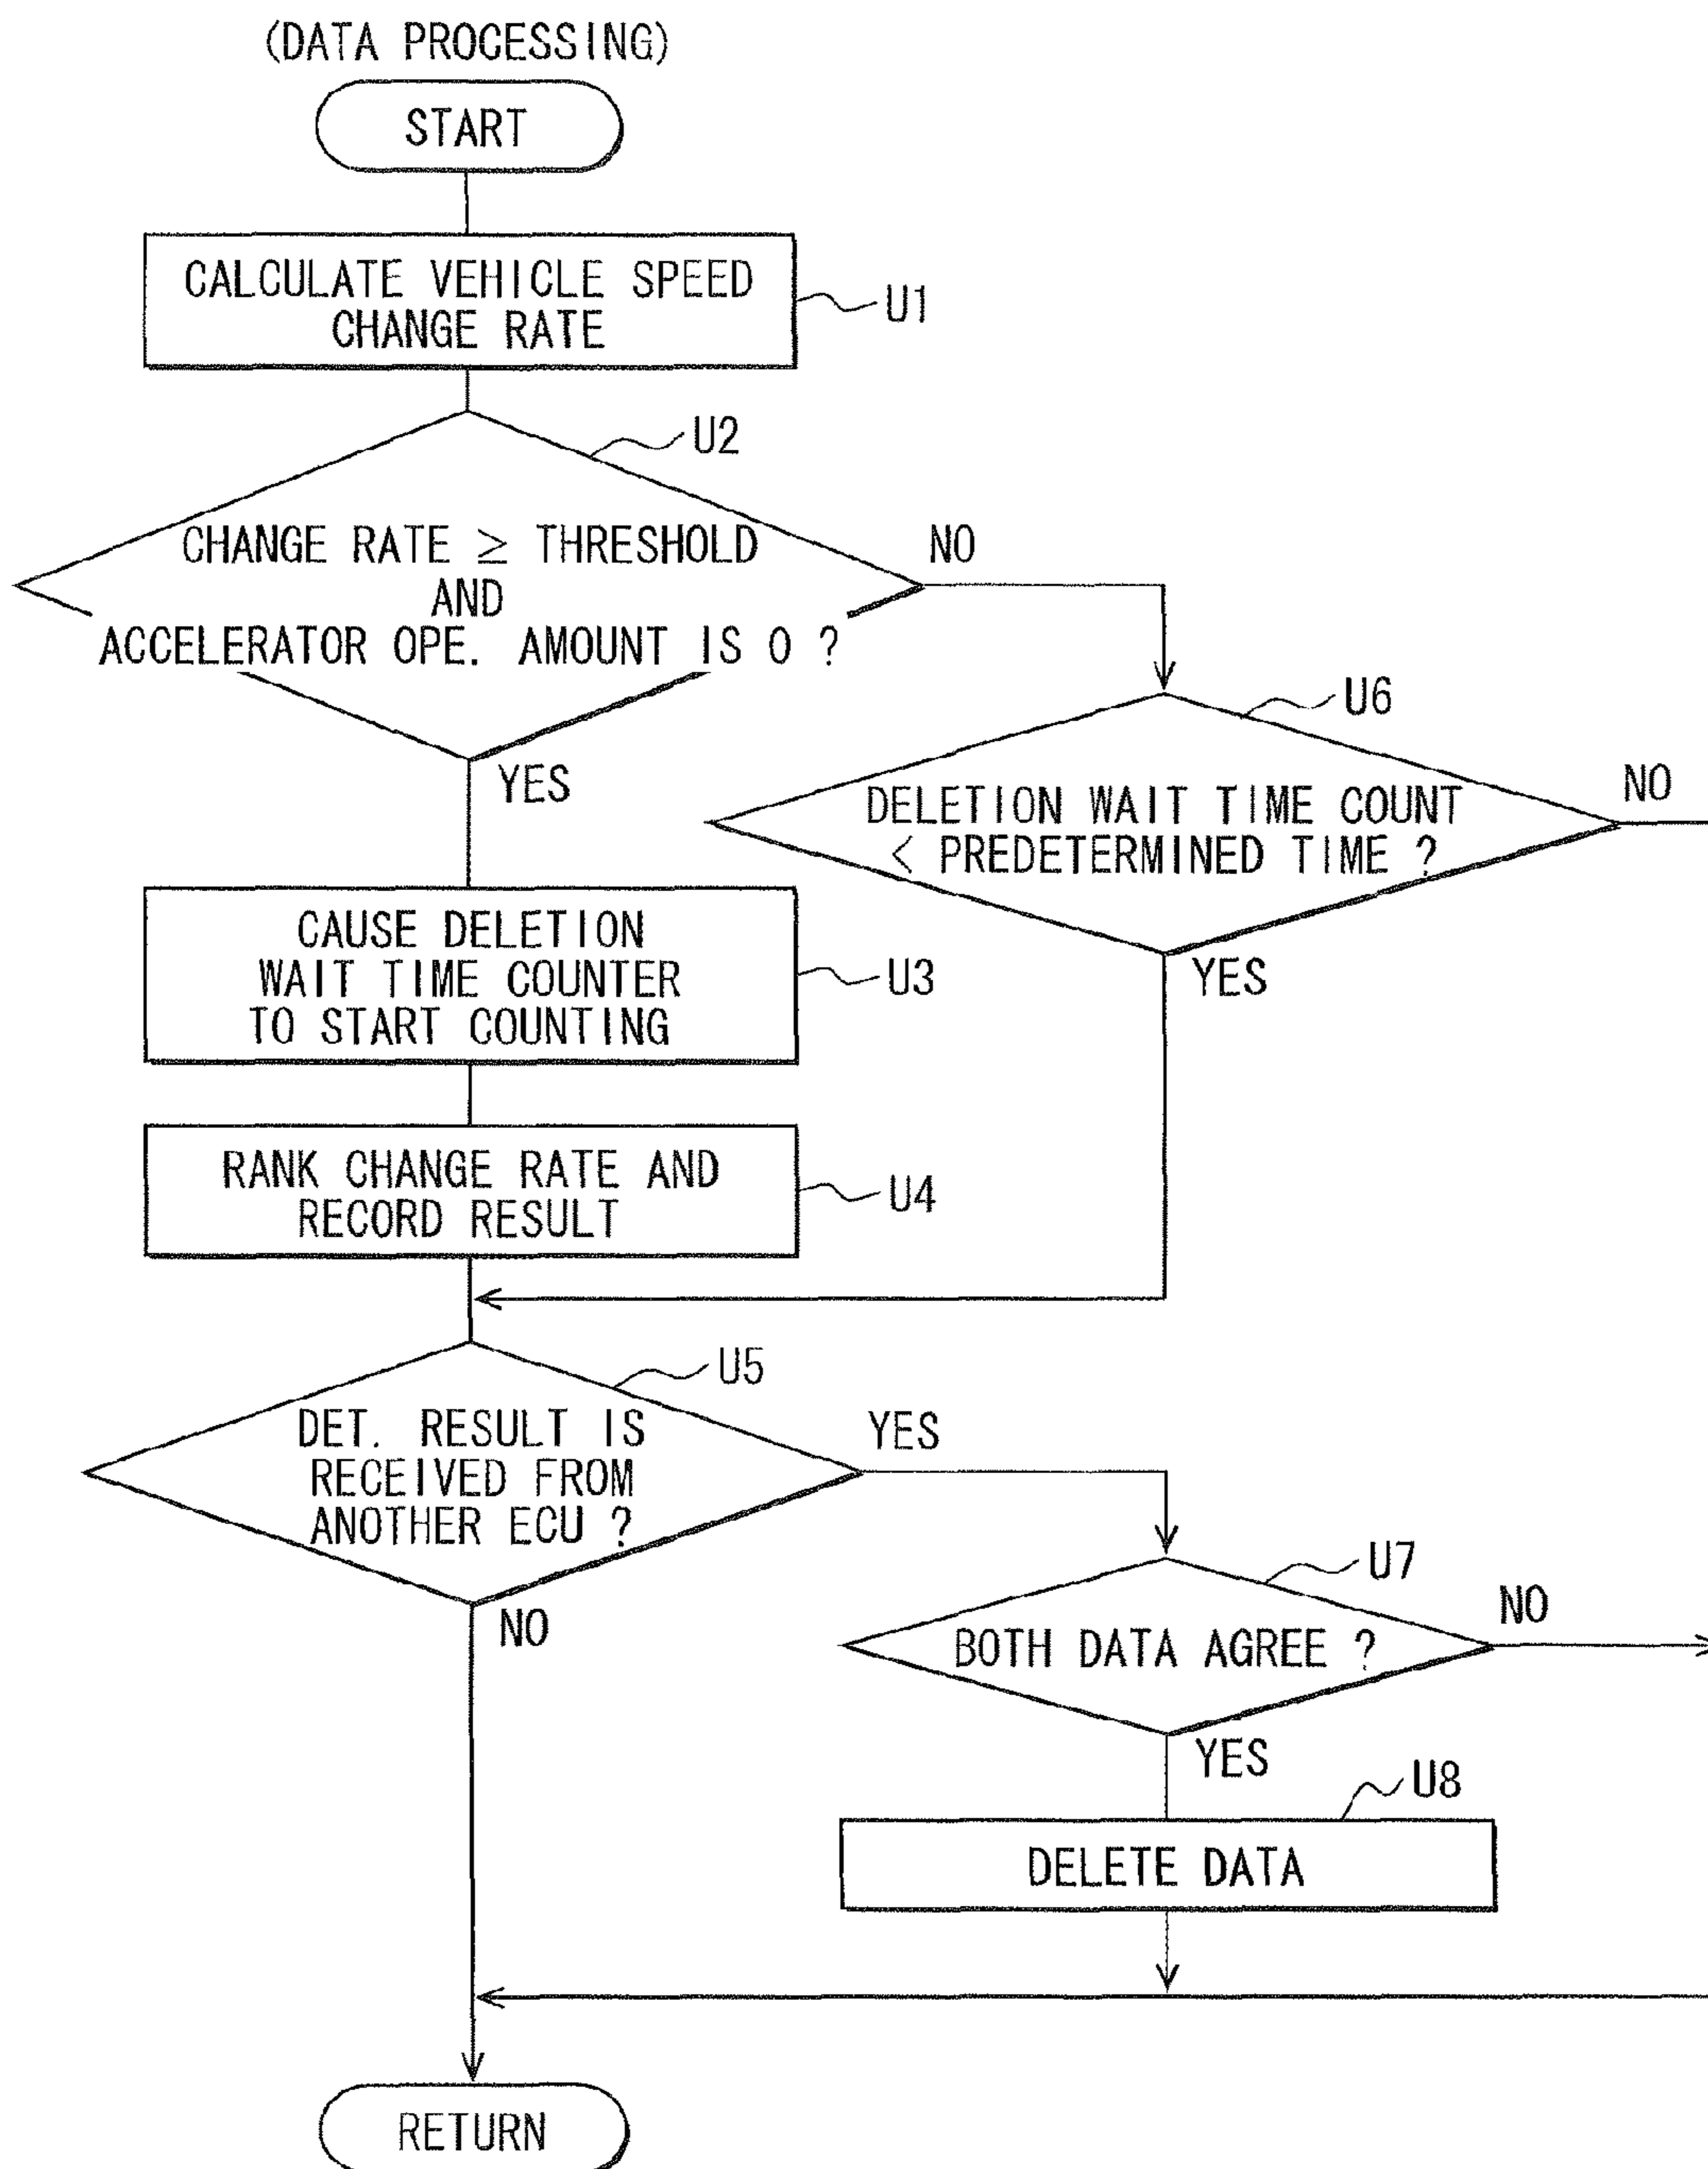 (DATA PROCESSING)
START
CALCULATE VEHICLE SPEED
CHANGE RATE
U1
U2
CHANGE RATE ≥ THRESHOLD
AND
ACCELERATOR OPE. AMOUNT IS 0 ?
NO
YES
U6
DELETION WAIT TIME COUNT
< PREDETERMINED TIME ?
NO
YES
CAUSE DELETION
WAIT TIME COUNTER
TO START COUNTING
U3
RANK CHANGE RATE AND
RECORD RESULT
U4
U5
DET. RESULT IS
RECEIVED FROM
ANOTHER ECU ?
YES
NO
U7
BOTH DATA AGREE ?
NO
YES
U8
DELETE DATA
RETURN